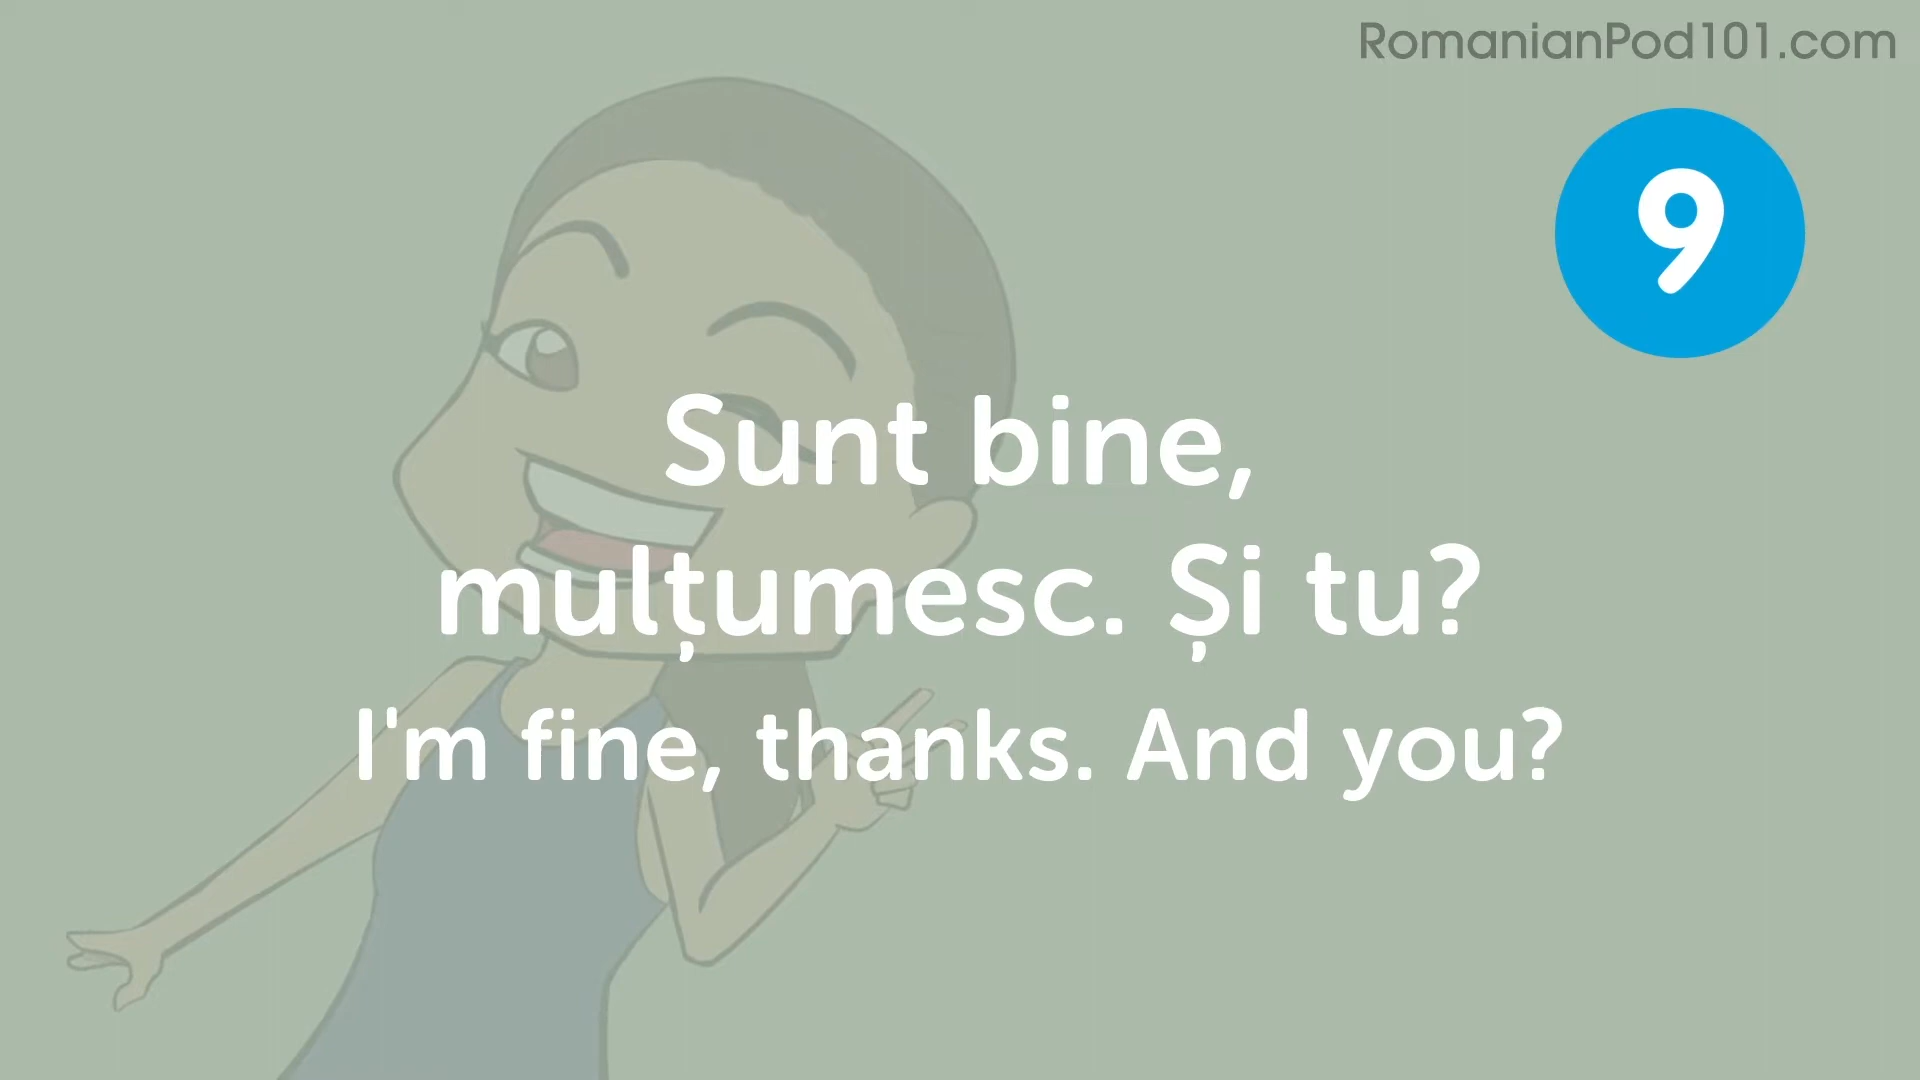 RomanianPod101.com
9
Sunt bine,
mulțumesc. Și tu?
I'm fine, thanks. And you?